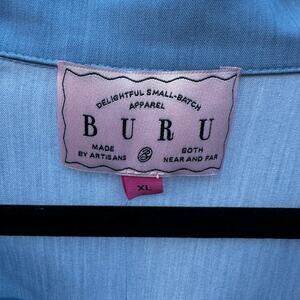 DELIGHTFUL SMALL-BATCH
APPAREL
BURU
MADE BOTH
BY ARTISANS NEAR AND FAR
XL